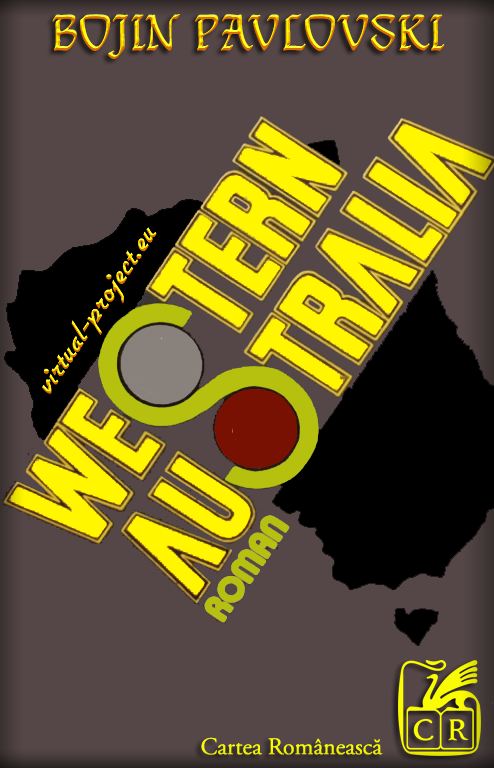 BOJIN PAVLOVSKI
virtual-project.eu
WESTERN
AUSTRALIA
ROMAN
CR
Cartea Românească